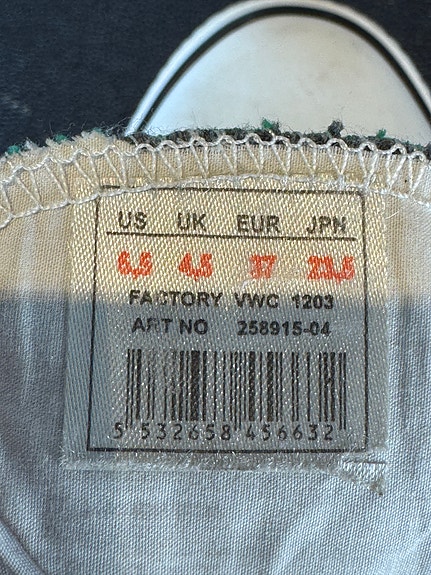 US UK EUR JPN
6,5 4,5 37 23,5
FACTORY VWC 1203
ART NO 258915-04
5 532658 456632